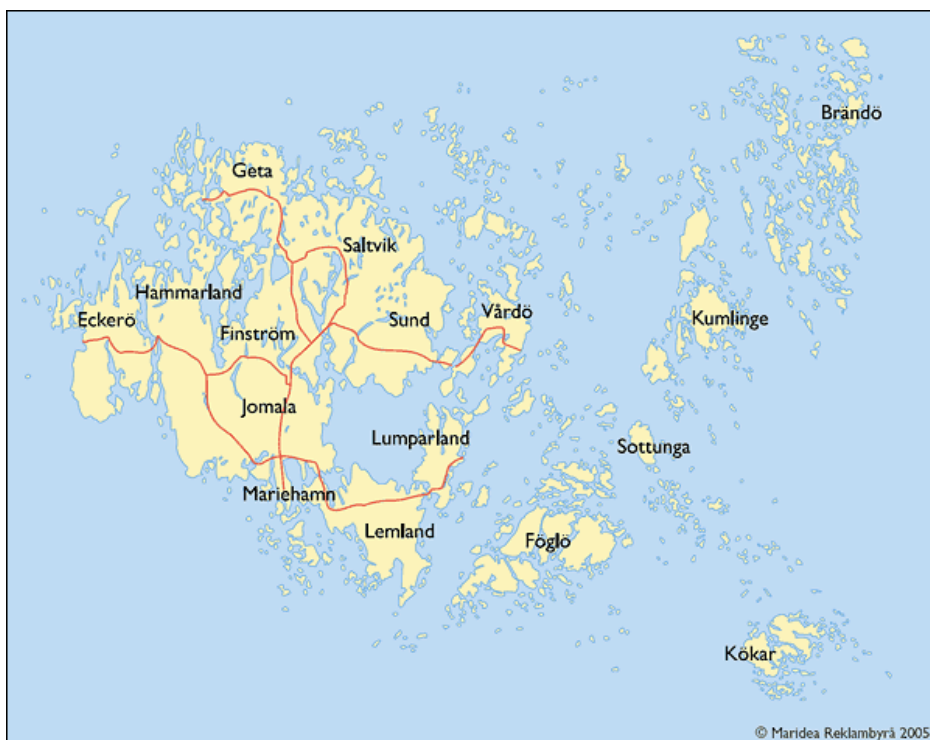 Brändö
Geta
Saltvik
Hammarland
Eckerö
Finström
Sund
Vårdö
Kumlinge
Jomala
Lumparland
Sottunga
Mariehamn
Lemland
Föglö
Kökar
© Maridea Reklambyrå 2005